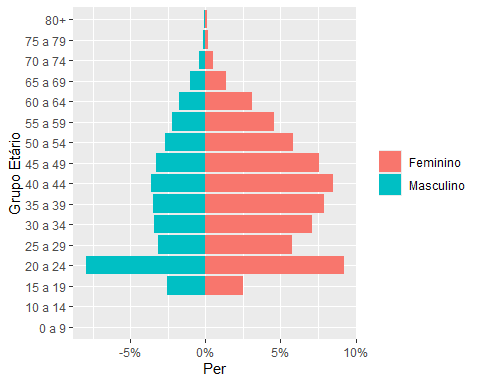 Grupo Etário
80+
75 a 79
70 a 74
65 a 69
60 a 64
55 a 59
50 a 54
45 a 49
40 a 44
35 a 39
30 a 34
25 a 29
20 a 24
15 a 19
10 a 14
0 a 9
-5%
0%
5%
10%
Per
Feminino
Masculino